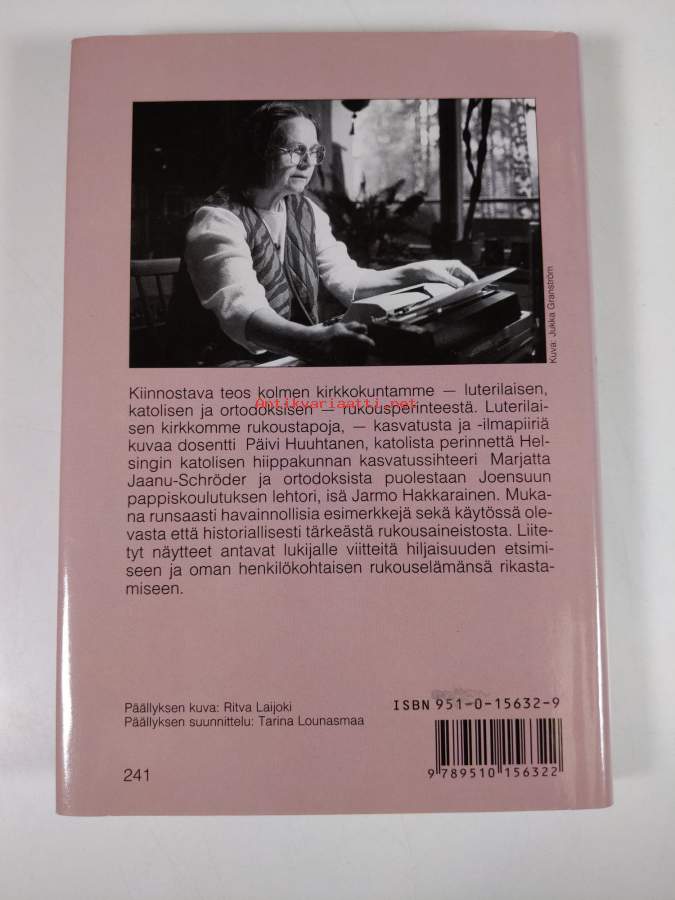 Kuva: Jukka Granström
Kiinnostava teos kolmen kirkkokuntamme — luterilaisen,
Antikvariaatti.net
katolisen ja ortodoksisen — rukousperinteestä. Luterilai-
sen kirkkomme rukoustapoja, — kasvatusta ja -ilmapiiriä
kuvaa dosentti Päivi Huuhtanen, katolista perinnettä Hel-
singin katolisen hiippakunnan kasvatussihteeri Marjatta
Jaanu-Schröder ja ortodoksista puolestaan Joensuun
pappiskoulutuksen lehtori, isä Jarmo Hakkarainen. Muka-
na runsaasti havainnollisia esimerkkejä sekä käytössä ole-
vasta että historiallisesti tärkeästä rukousaineistosta. Liite-
tyt näytteet antavat lukijalle viitteitä hiljaisuuden etsimi-
seen ja oman henkilökohtaisen rukouselämänsä rikasta-
miseen.
Päällyksen kuva: Ritva Laijoki
Päällyksen suunnittelu: Tarina Lounasmaa
ISBN 951-0-15632-9
241
9 789510 156322